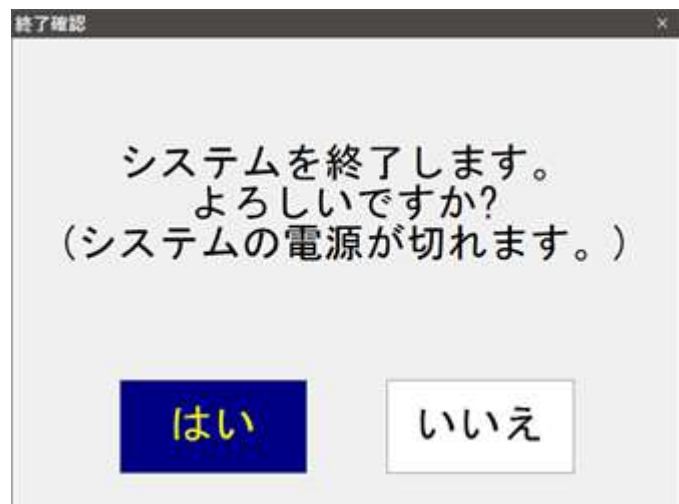 終了確認
システムを終了します。
よろしいですか?
(システムの電源が切れます。)
はい いいえ